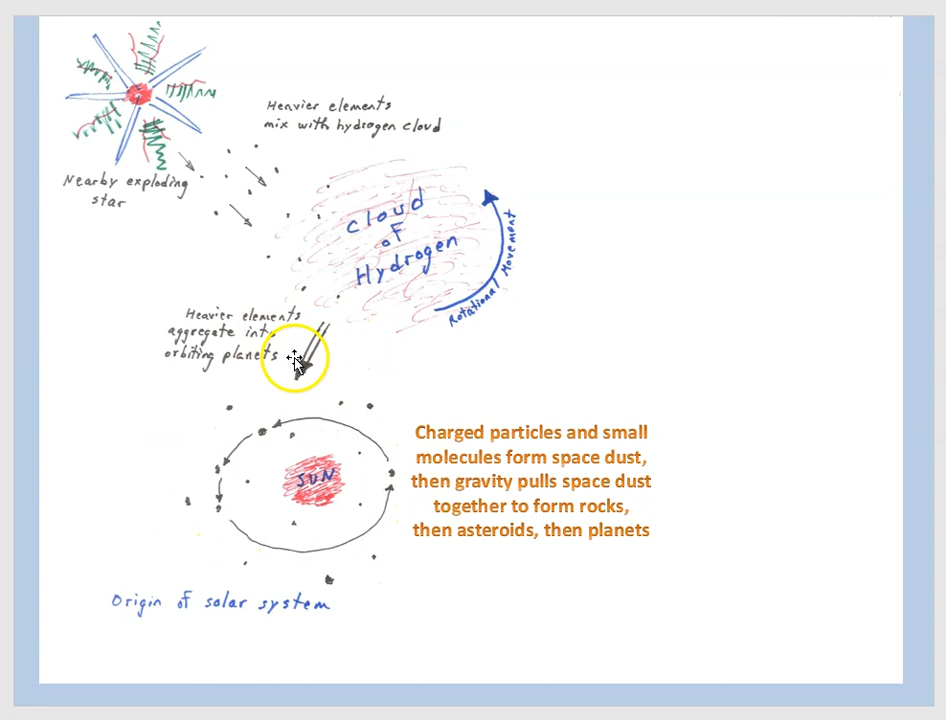 Heavier elements
mix with hydrogen cloud
Nearby exploding
star
cloud
of
Hydrogen
Rotational Movement
Heavier elements
aggregate into
orbiting planets
SUN
Charged particles and small
molecules form space dust,
then gravity pulls space dust
together to form rocks,
then asteroids, then planets
Origin of solar system